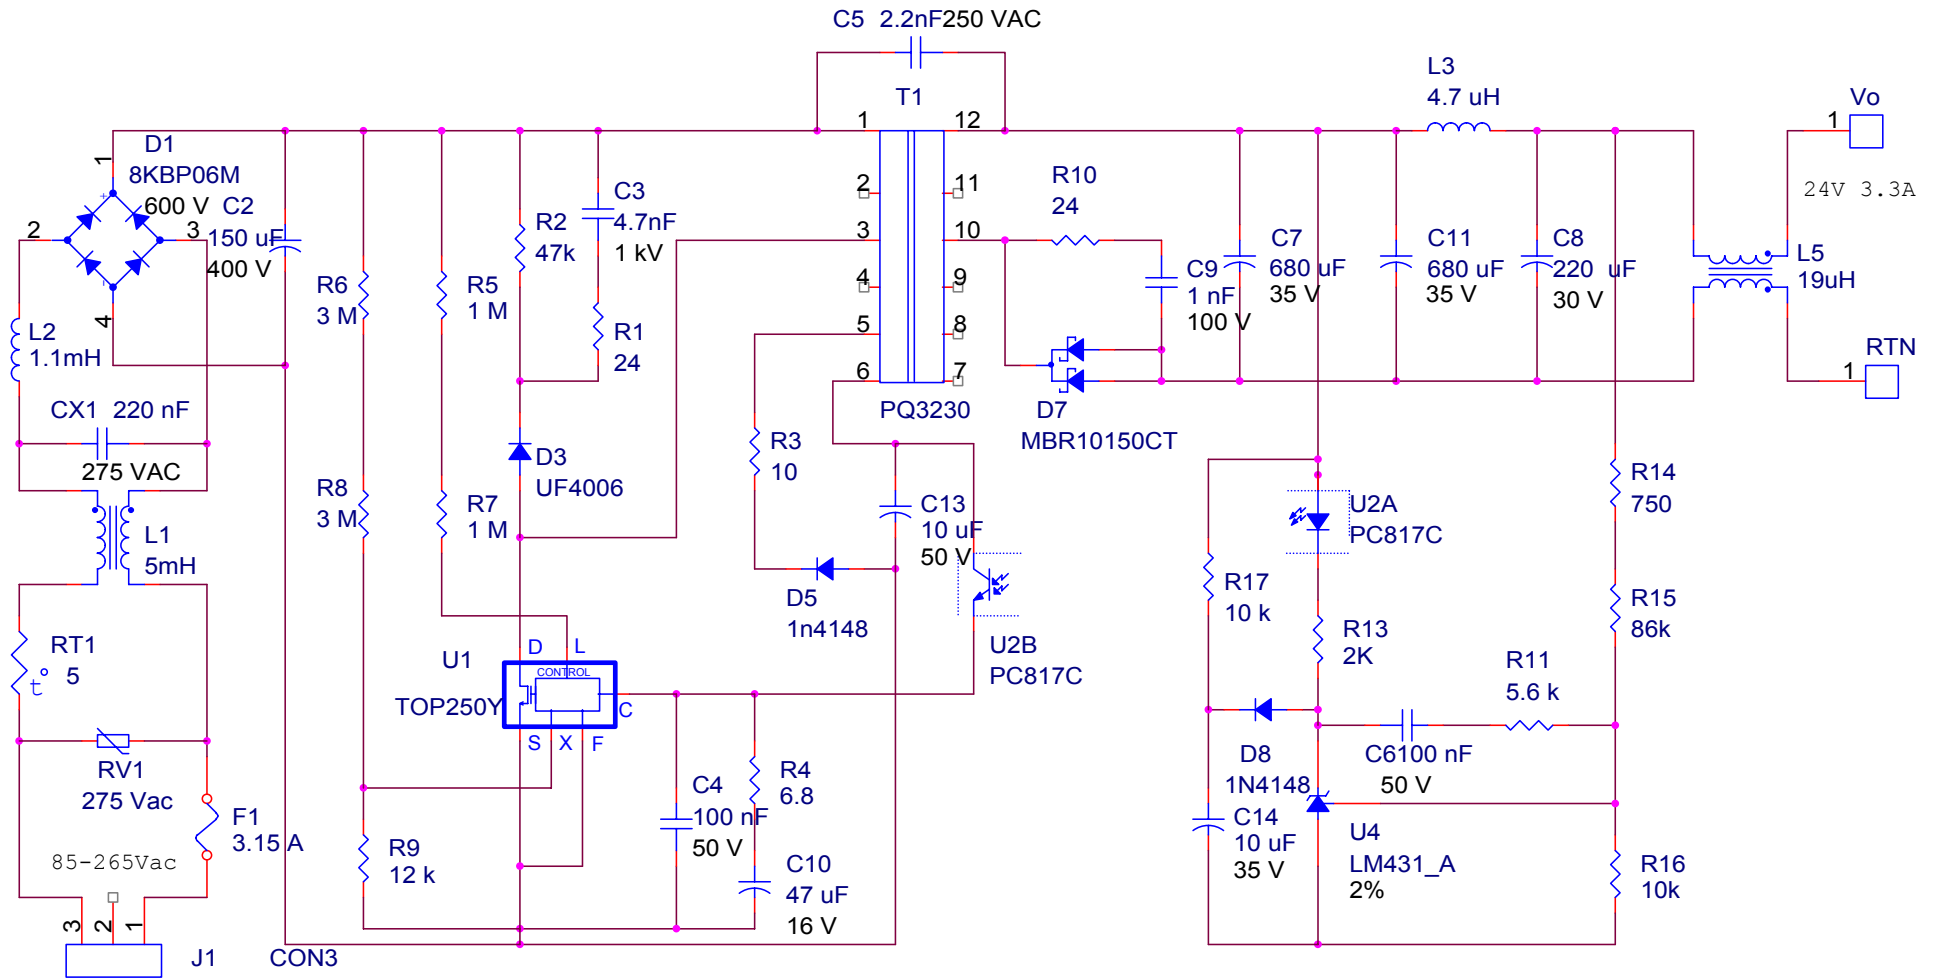 C5 2.2nF250 VAC
T1
L3
4.7 uH
Vo
1
24V 3.3A
D1
8KBP06M
600 V
1
2
3
4
C2
150 uF
400 V
R6
3 M
R5
1 M
R2
47k
C3
4.7nF
1 kV
R1
24
1
2
3
4
5
6
12
11
10
9
8
7
PQ3230
R10
24
C9
1 nF
100 V
D7
MBR10150CT
C7
680 uF
35 V
C11
680 uF
35 V
C8
220 uF
30 V
L5
19uH
RTN
1
L2
1.1mH
CX1 220 nF
275 VAC
L1
5mH
R8
3 M
R7
1 M
D3
UF4006
R3
10
C13
10 uF
50 V
D5
1n4148
U2B
PC817C
U2A
PC817C
R14
750
R17
10 k
R13
2K
R15
86k
R11
5.6 k
RT1
5
t°
U1
TOP250Y
D
L
CONTROL
C
S
X
F
RV1
275 Vac
F1
3.15 A
85-265Vac
R9
12 k
C4
100 nF
50 V
R4
6.8
C10
47 uF
16 V
D8
1N4148
C6100 nF
50 V
C14
10 uF
35 V
U4
LM431_A
2%
R16
10k
3
2
1
J1
CON3